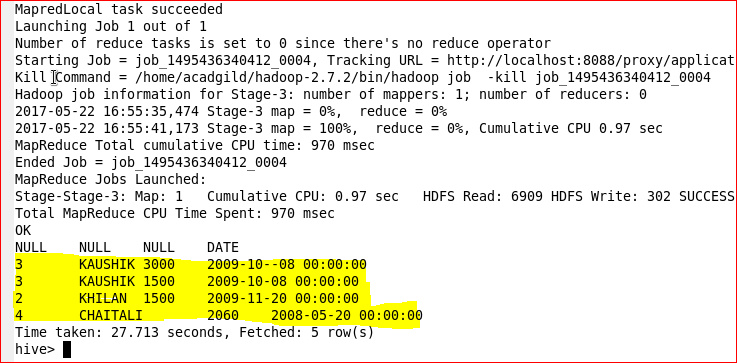 MapredLocal task succeeded
Launching Job 1 out of 1
Number of reduce tasks is set to 0 since there's no reduce operator
Starting Job = job_1495436340412_0004, Tracking URL = http://localhost:8088/proxy/applicat
Kill Command = /home/acadgild/hadoop-2.7.2/bin/hadoop job  -kill job_1495436340412_0004
Hadoop job information for Stage-3: number of mappers: 1; number of reducers: 0
2017-05-22 16:55:35,474 Stage-3 map = 0%,  reduce = 0%
2017-05-22 16:55:41,173 Stage-3 map = 100%,  reduce = 0%, Cumulative CPU 0.97 sec
MapReduce Total cumulative CPU time: 970 msec
Ended Job = job_1495436340412_0004
MapReduce Jobs Launched:
Stage-Stage-3: Map: 1   Cumulative CPU: 0.97 sec   HDFS Read: 6909 HDFS Write: 302 SUCCESS
Total MapReduce CPU Time Spent: 970 msec
OK
NULL    NULL    NULL    DATE
3       KAUSHIK 3000    2009-10--08 00:00:00
3       KAUSHIK 1500    2009-10-08 00:00:00
2       KHILAN  1500    2009-11-20 00:00:00
4       CHAITALI        2060    2008-05-20 00:00:00
Time taken: 27.713 seconds, Fetched: 5 row(s)
hive>